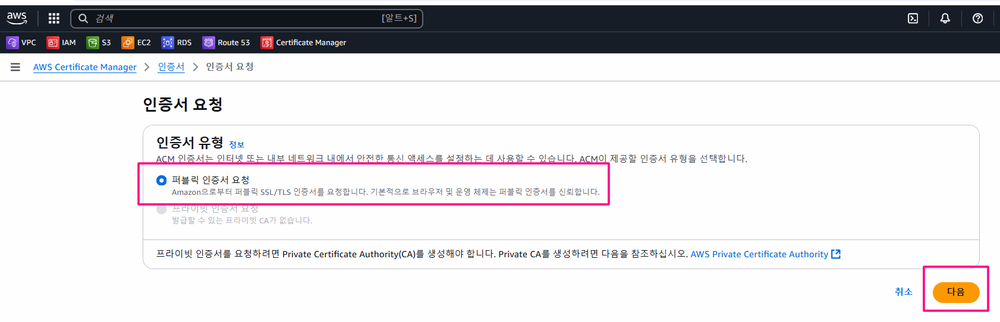 aws 검색 [알트+S]
VPC IAM S3 EC2 RDS Route 53 Certificate Manager
AWS Certificate Manager > 인증서 > 인증서 요청
인증서 요청
인증서 유형 정보
ACM 인증서는 인터넷 또는 내부 네트워크 내에서 안전한 통신 액세스를 설정하는 데 사용할 수 있습니다. ACM이 제공할 인증서 유형을 선택합니다.
퍼블릭 인증서 요청
Amazon으로부터 퍼블릭 SSL/TLS 인증서를 요청합니다. 기본적으로 브라우저 및 운영 체제는 퍼블릭 인증서를 신뢰합니다.
프라이빗 인증서 요청
발급할 수 있는 프라이빗 CA가 없습니다.
프라이빗 인증서를 요청하려면 Private Certificate Authority(CA)를 생성해야 합니다. Private CA를 생성하려면 다음을 참조하십시오. AWS Private Certificate Authority
취소 다음